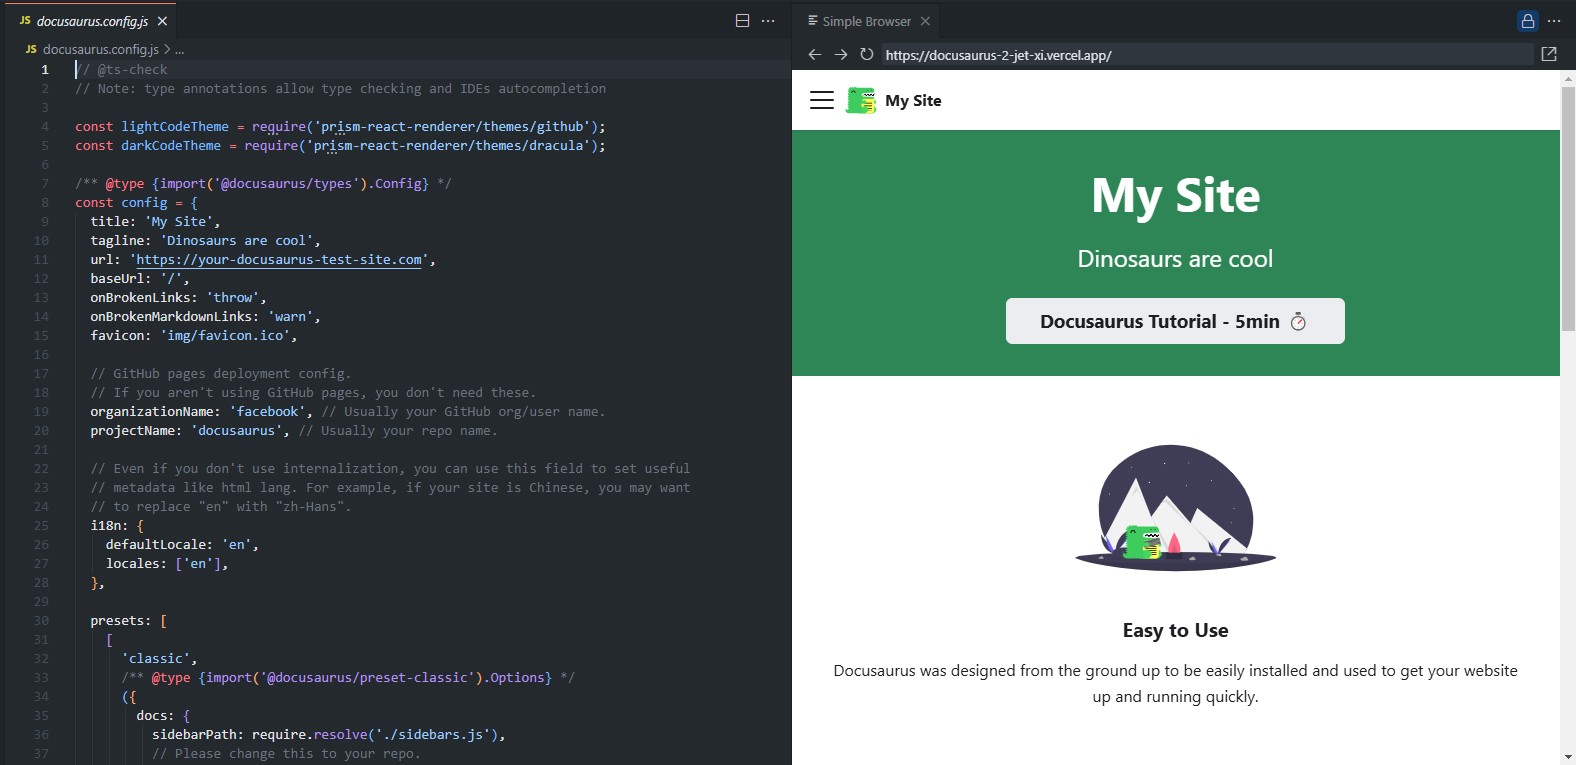 JS docusaurus.config.js
JS docusaurus.config.js > ...
1 // @ts-check
2 // Note: type annotations allow type checking and IDEs autocompletion
3
4 const lightCodeTheme = require('prism-react-renderer/themes/github');
5 const darkCodeTheme = require('prism-react-renderer/themes/dracula');
6
7 /** @type {import('@docusaurus/types').Config} */
8 const config = {
9 title: 'My Site',
10 tagline: 'Dinosaurs are cool',
11 url: 'https://your-docusaurus-test-site.com',
12 baseUrl: '/',
13 onBrokenLinks: 'throw',
14 onBrokenMarkdownLinks: 'warn',
15 favicon: 'img/favicon.ico',
16
17 // GitHub pages deployment config.
18 // If you aren't using GitHub pages, you don't need these.
19 organizationName: 'facebook', // Usually your GitHub org/user name.
20 projectName: 'docusaurus', // Usually your repo name.
21
22 // Even if you don't use internalization, you can use this field to set useful
23 // metadata like html lang. For example, if your site is Chinese, you may want
24 // to replace "en" with "zh-Hans".
25 i18n: {
26 defaultLocale: 'en',
27 locales: ['en'],
28 },
29
30 presets: [
31 [
32 'classic',
33 /** @type {import('@docusaurus/preset-classic').Options} */
34 ({
35 docs: {
36 sidebarPath: require.resolve('./sidebars.js'),
37 // Please change this to your repo.
Simple Browser
https://docusaurus-2-jet-xi.vercel.app/
My Site
My Site
Dinosaurs are cool
Docusaurus Tutorial - 5min ⏱️
Easy to Use
Docusaurus was designed from the ground up to be easily installed and used to get your website
up and running quickly.